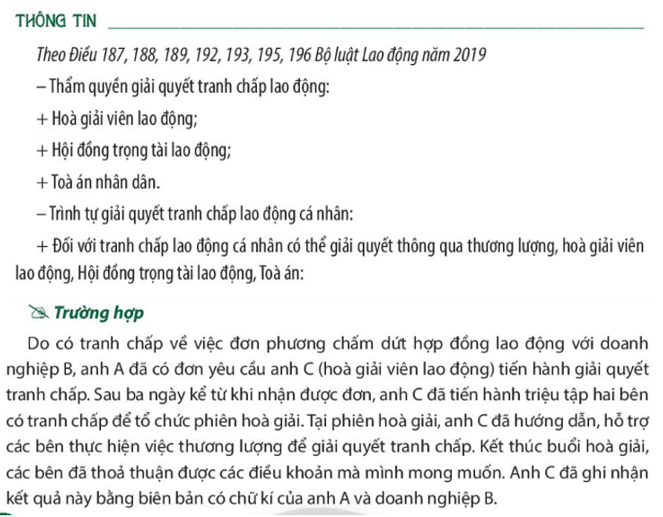 THÔNG TIN
Theo Điều 187, 188, 189, 192, 193, 195, 196 Bộ luật Lao động năm 2019
– Thẩm quyền giải quyết tranh chấp lao động:
+ Hoà giải viên lao động;
+ Hội đồng trọng tài lao động;
+ Toà án nhân dân.
– Trình tự giải quyết tranh chấp lao động cá nhân:
+ Đối với tranh chấp lao động cá nhân có thể giải quyết thông qua thương lượng, hoà giải viên
lao động, Hội đồng trọng tài lao động, Toà án:
Trường hợp
Do có tranh chấp về việc đơn phương chấm dứt hợp đồng lao động với doanh
nghiệp B, anh A đã có đơn yêu cầu anh C (hoà giải viên lao động) tiến hành giải quyết
tranh chấp. Sau ba ngày kể từ khi nhận được đơn, anh C đã tiến hành triệu tập hai bên
có tranh chấp để tổ chức phiên hoà giải. Tại phiên hoà giải, anh C đã hướng dẫn, hỗ trợ
các bên thực hiện việc thương lượng để giải quyết tranh chấp. Kết thúc buổi hoà giải,
các bên đã thoả thuận được các điều khoản mà mình mong muốn. Anh C đã ghi nhận
kết quả này bằng biên bản có chữ kí của anh A và doanh nghiệp B.